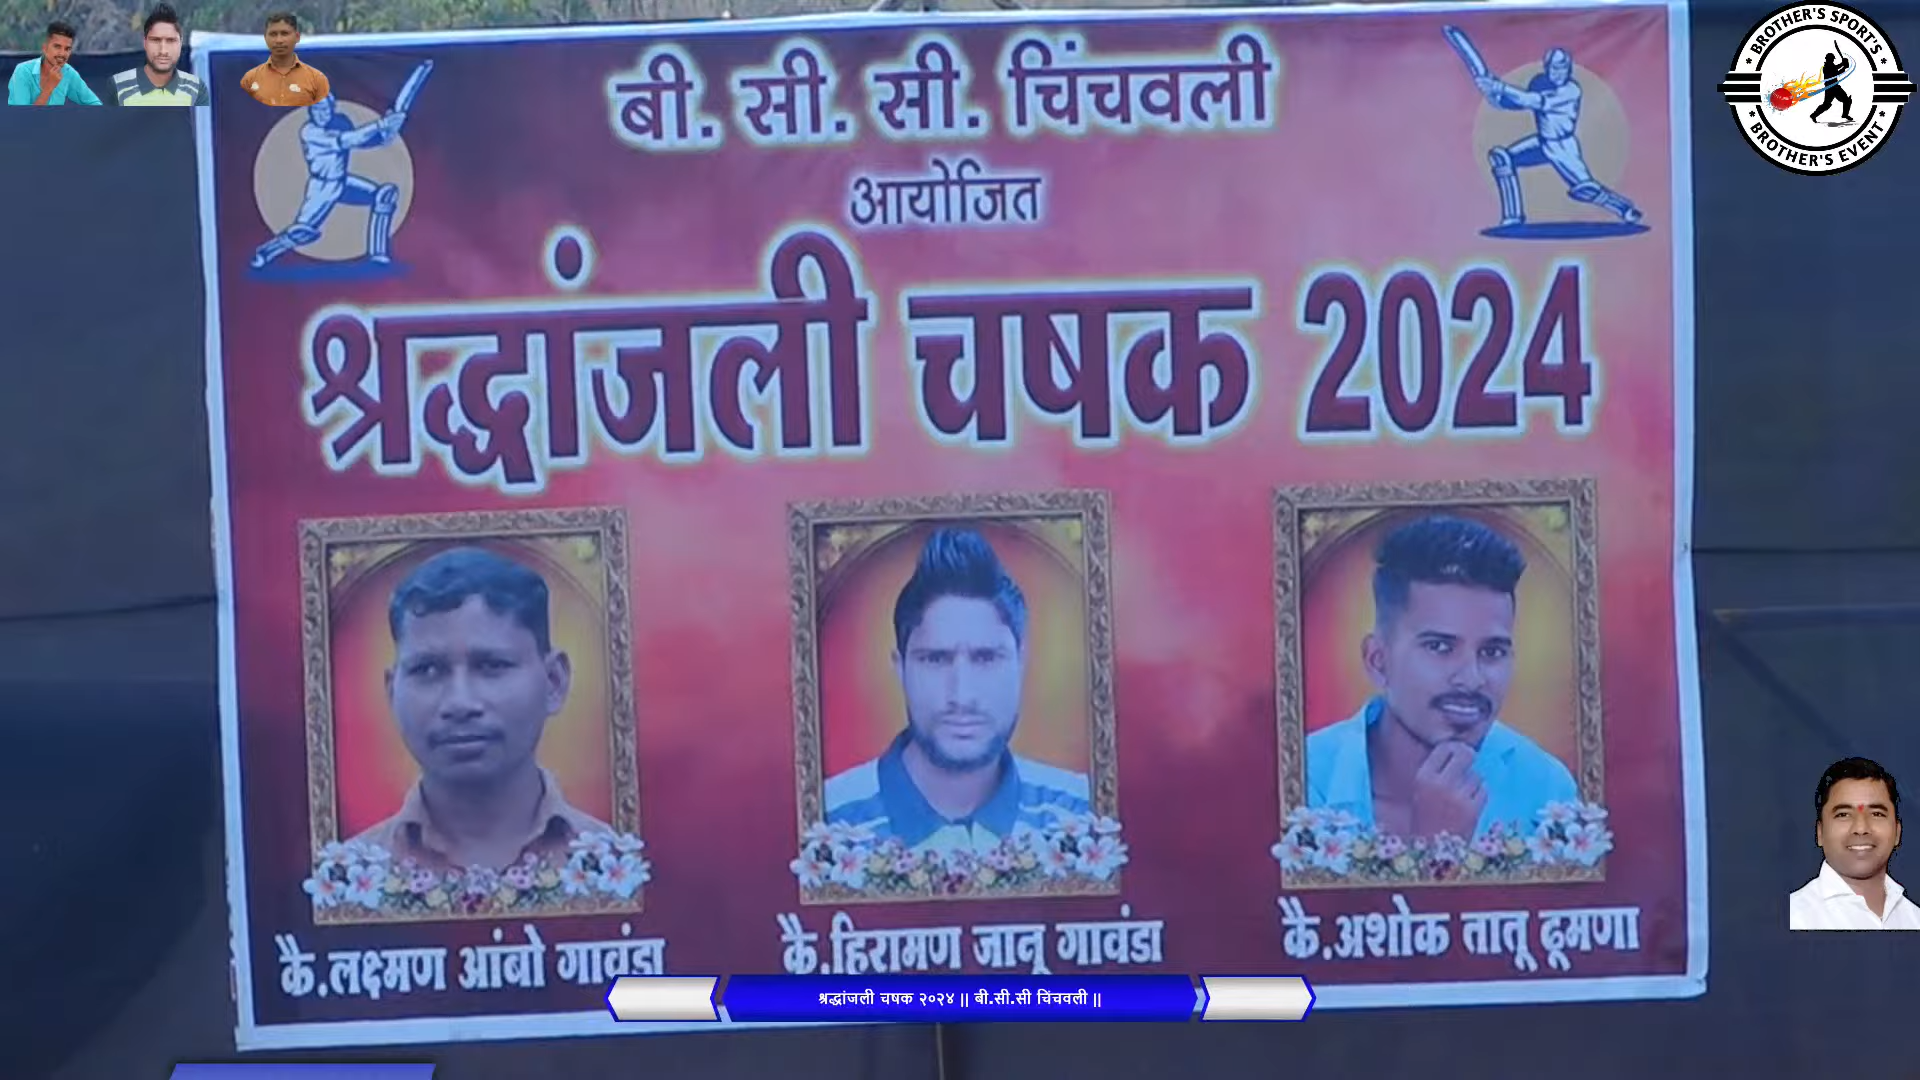 बी. सी. सी. चिंचवली
आयोजित
श्रद्धांजली चषक 2024
कै.लक्ष्मण आंबो गावंडा
कै.हिरामण जानू गावंडा
कै.अशोक तातू ढूमणा
श्रद्धांजली चषक २०२४ || बी.सी.सी चिंचवली ||
BROTHER'S SPORT'S
BROTHER'S EVENT